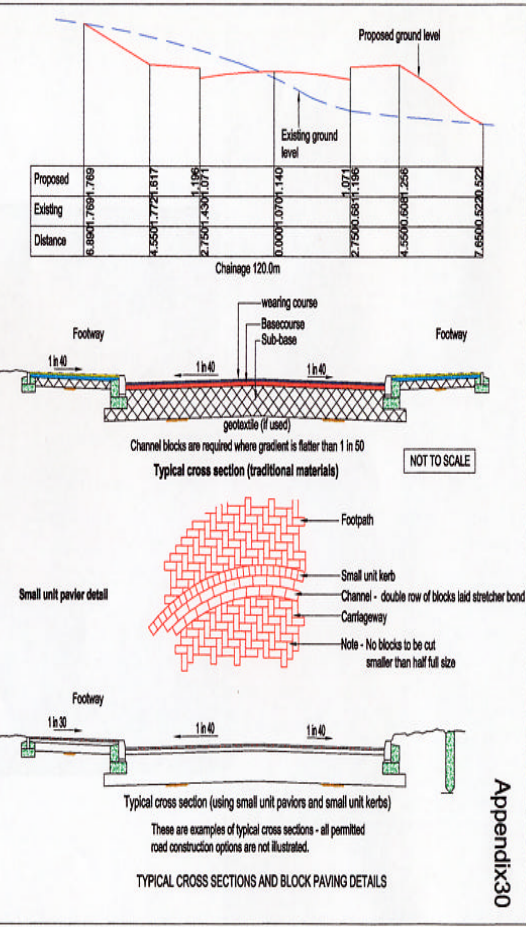 Proposed ground level
Existing ground
level
Proposed 1.769 1.617 1.196 1.071 1.140 1.071 1.196 1.256 0.522
Existing 1.769 1.772 1.430 1.070 0.681 0.608 0.522
Distance 6.890 4.550 2.750 0.000 2.750 4.550 7.650
Chainage 120.0m
wearing course
Basecourse
Sub-base
Footway
Footway
1 in 40
1 in 40
1 in 40
1 in 40
geotextile (if used)
Channel blocks are required where gradient is flatter than 1 in 50
Typical cross section (traditional materials)
NOT TO SCALE
Footpath
Small unit kerb
Small unit pavier detail
Channel - double row of blocks laid stretcher bond
Carriageway
Note - No blocks to be cut
smaller than half full size
Footway
1 in 30
1 in 40
1 in 40
Typical cross section (using small unit paviors and small unit kerbs)
These are examples of typical cross sections - all permitted
road construction options are not illustrated.
TYPICAL CROSS SECTIONS AND BLOCK PAVING DETAILS
Appendix30